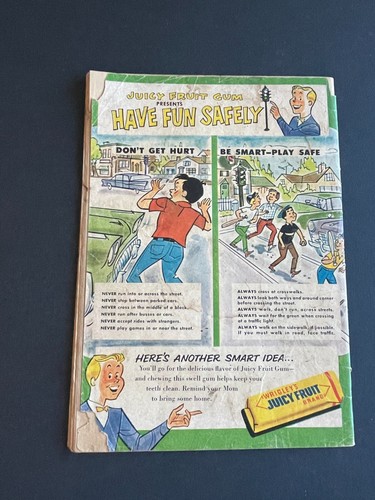 JUICY FRUIT GUM
PRESENTS
HAVE FUN SAFELY
DON'T GET HURT
NEVER run into or across the street.
NEVER step between parked cars.
NEVER cross in the middle of a block.
NEVER run after busses or cars.
NEVER accept rides with strangers.
NEVER play games in or near the street.
BE SMART—PLAY SAFE
ALWAYS cross at crosswalks.
ALWAYS look both ways and around corner
before crossing the street.
ALWAYS walk, don't run, across streets.
ALWAYS wait for the green when crossing
at a traffic light.
ALWAYS walk on the sidewalk if possible.
If you must walk in road, face traffic.
HERE'S ANOTHER SMART IDEA...
You'll go for the delicious flavor of Juicy Fruit Gum—
and chewing this swell gum helps keep your
teeth clean. Remind your Mom
to bring some home.
WRIGLEY'S
JUICY FRUIT
BRAND